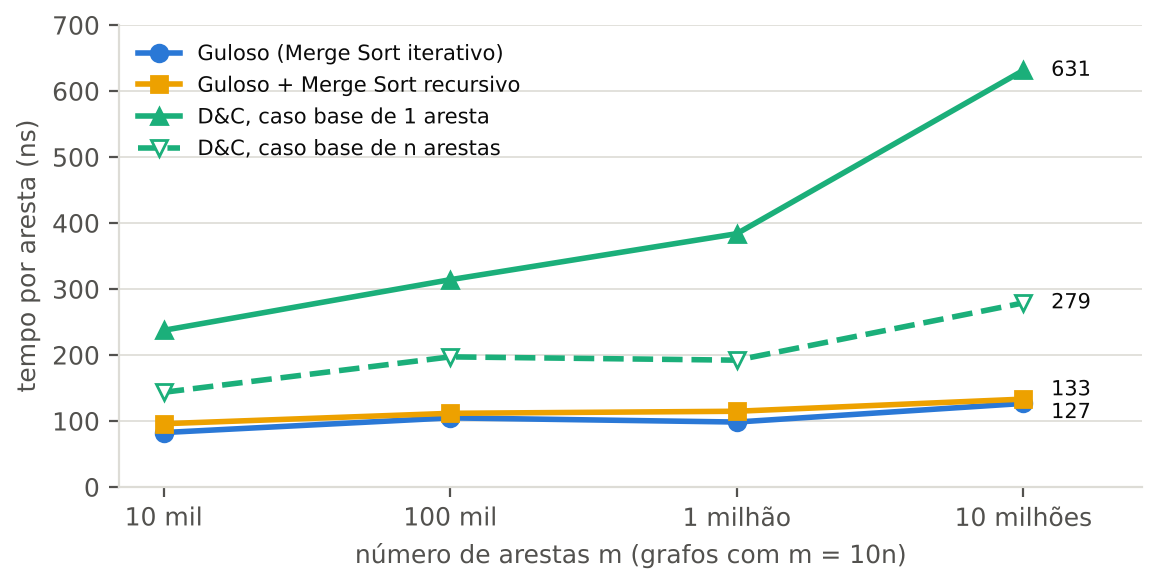 700
600
500
400
300
200
100
0
tempo por aresta (ns)
Guloso (Merge Sort iterativo)
Guloso + Merge Sort recursivo
D&C, caso base de 1 aresta
D&C, caso base de n arestas
631
279
133
127
10 mil
100 mil
1 milhão
10 milhões
número de arestas m (grafos com m = 10n)